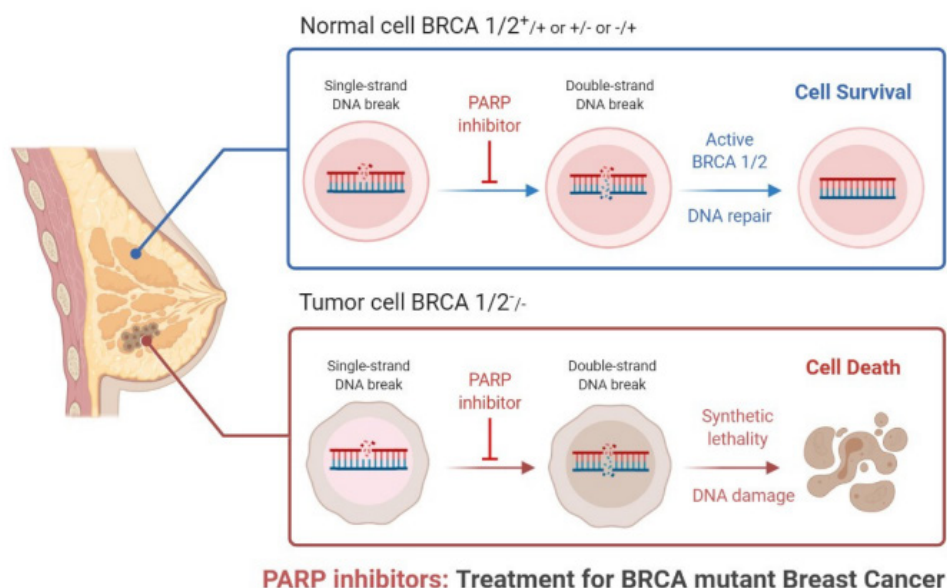 Normal cell BRCA 1/2⁺/+ or +/- or -/+
Single-strand
DNA break
PARP
inhibitor
Double-strand
DNA break
Active
BRCA 1/2
DNA repair
Cell Survival
Tumor cell BRCA 1/2⁻/-
Single-strand
DNA break
PARP
inhibitor
Double-strand
DNA break
Synthetic
lethality
DNA damage
Cell Death
PARP inhibitors: Treatment for BRCA mutant Breast Cancer